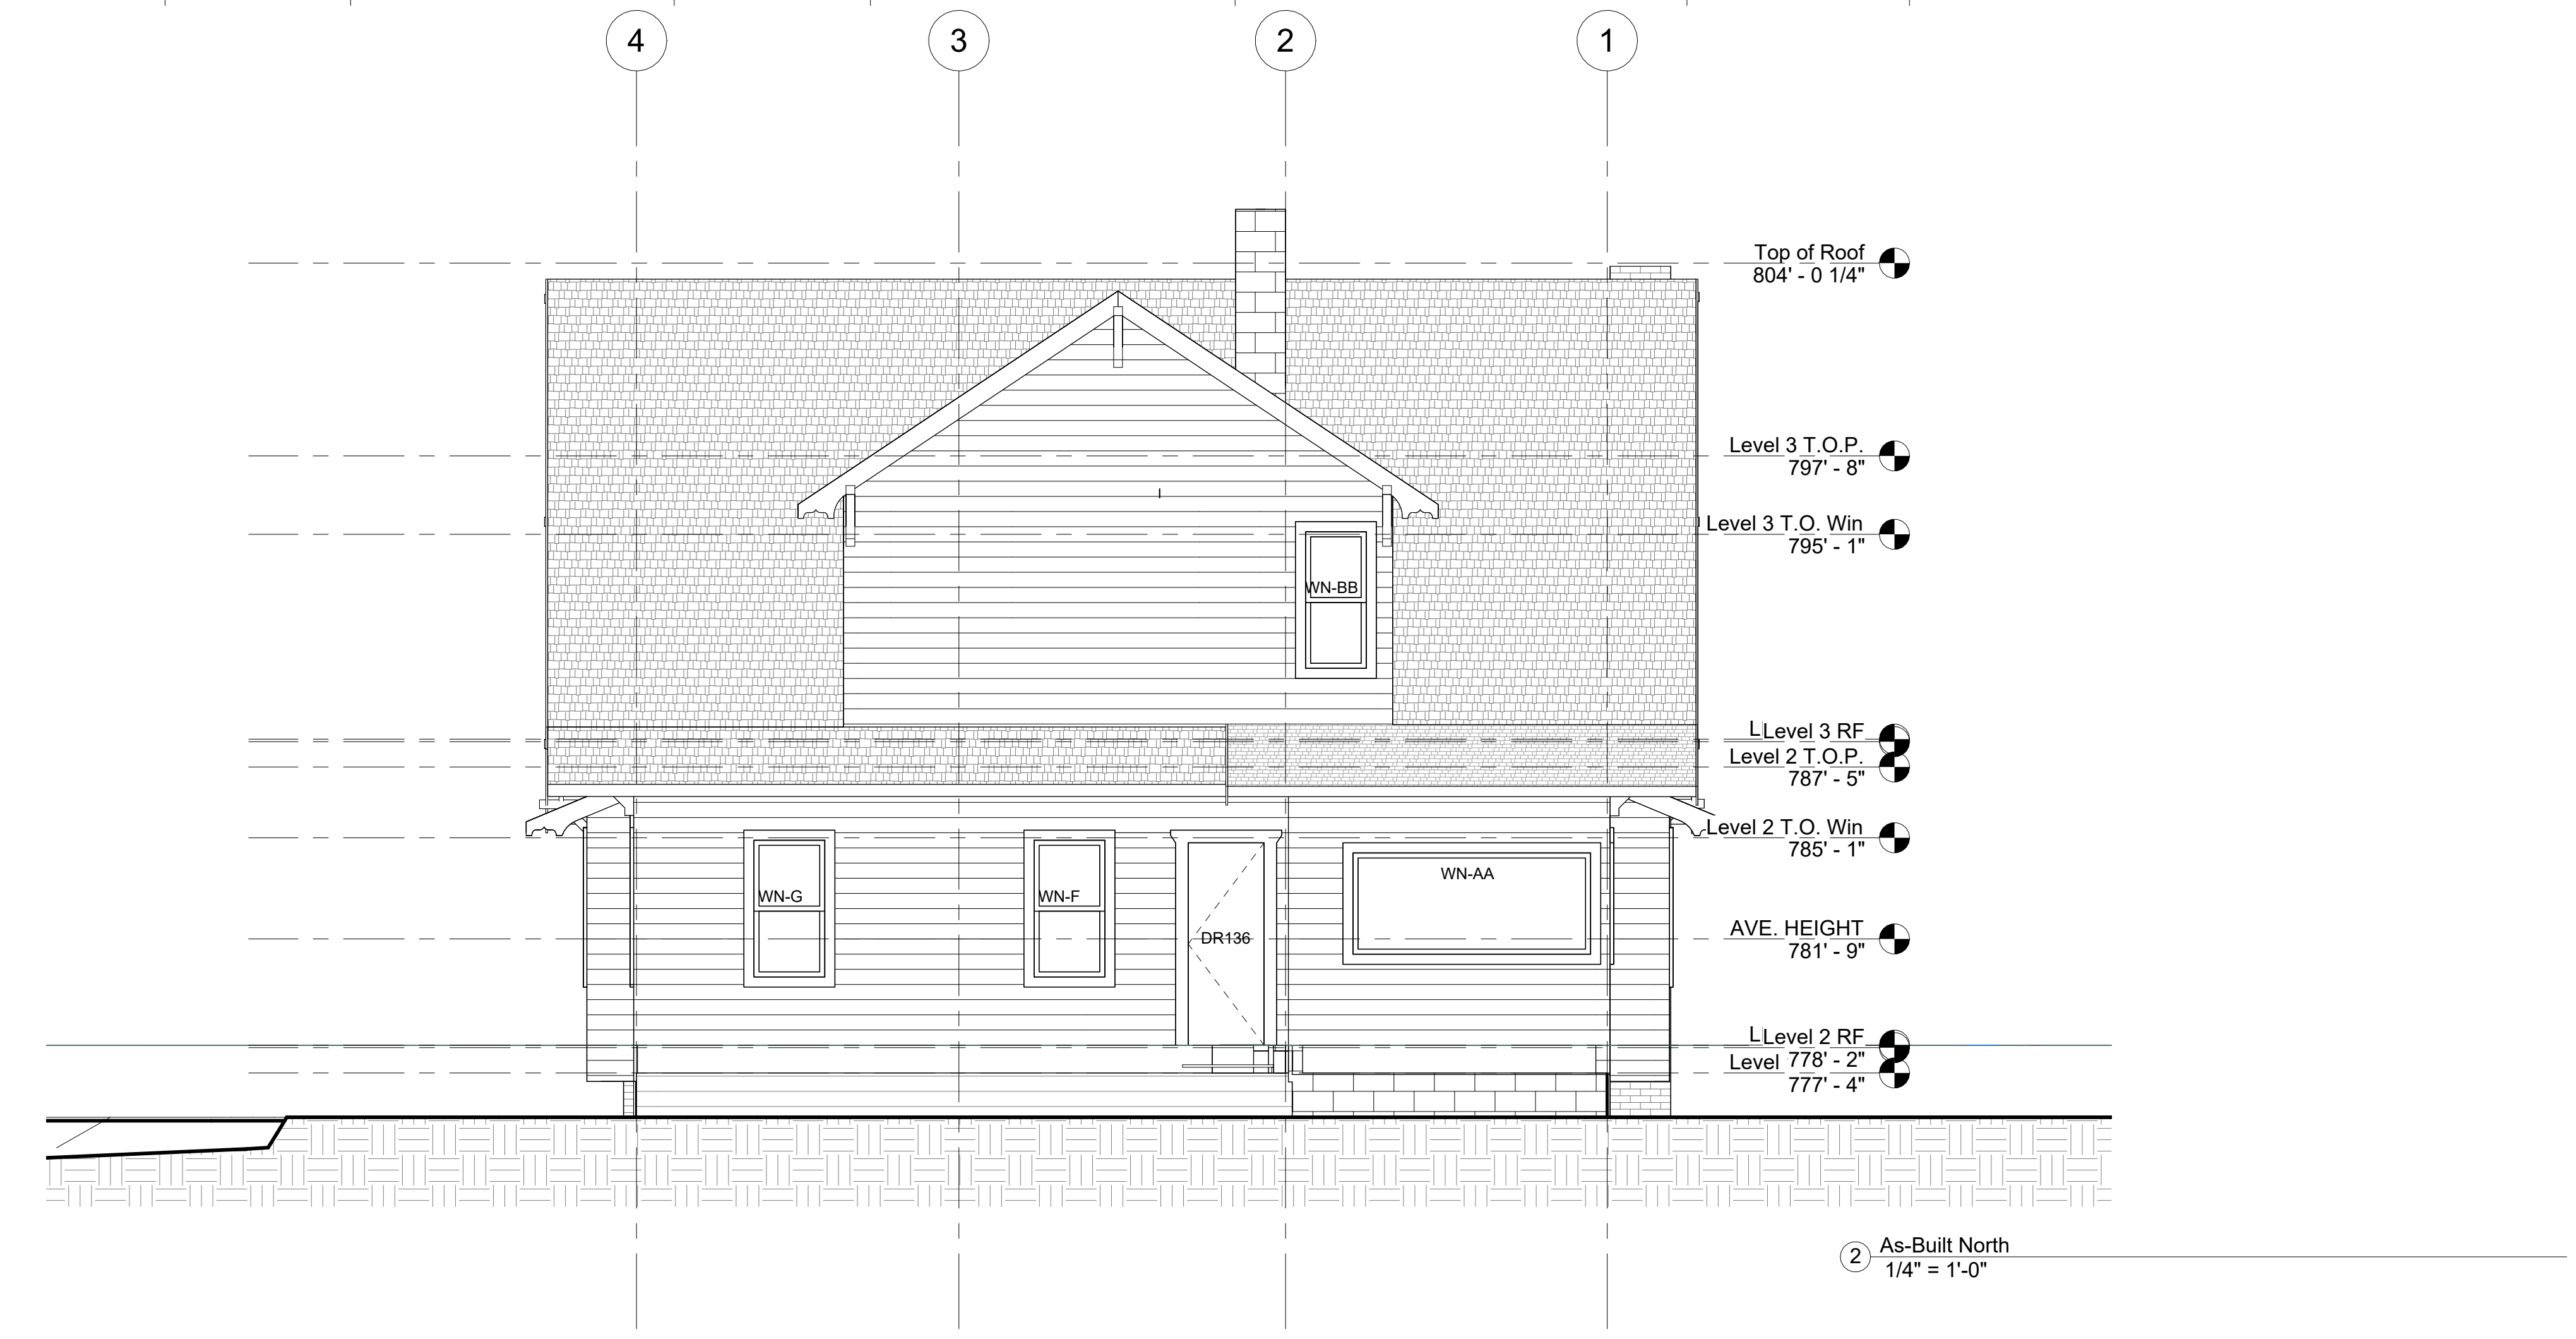 4 3 2 1
Top of Roof
804' - 0 1/4"
Level 3 T.O.P.
797' - 8"
Level 3 T.O. Win
795' - 1"
WN-BB
Level 3 RF
Level 2 T.O.P.
787' - 5"
Level 2 T.O. Win
785' - 1"
WN-G WN-F WN-AA
DR136
AVE. HEIGHT
781' - 9"
Level 2 RF
778' - 2"
Level
777' - 4"
2 As-Built North
1/4" = 1'-0"